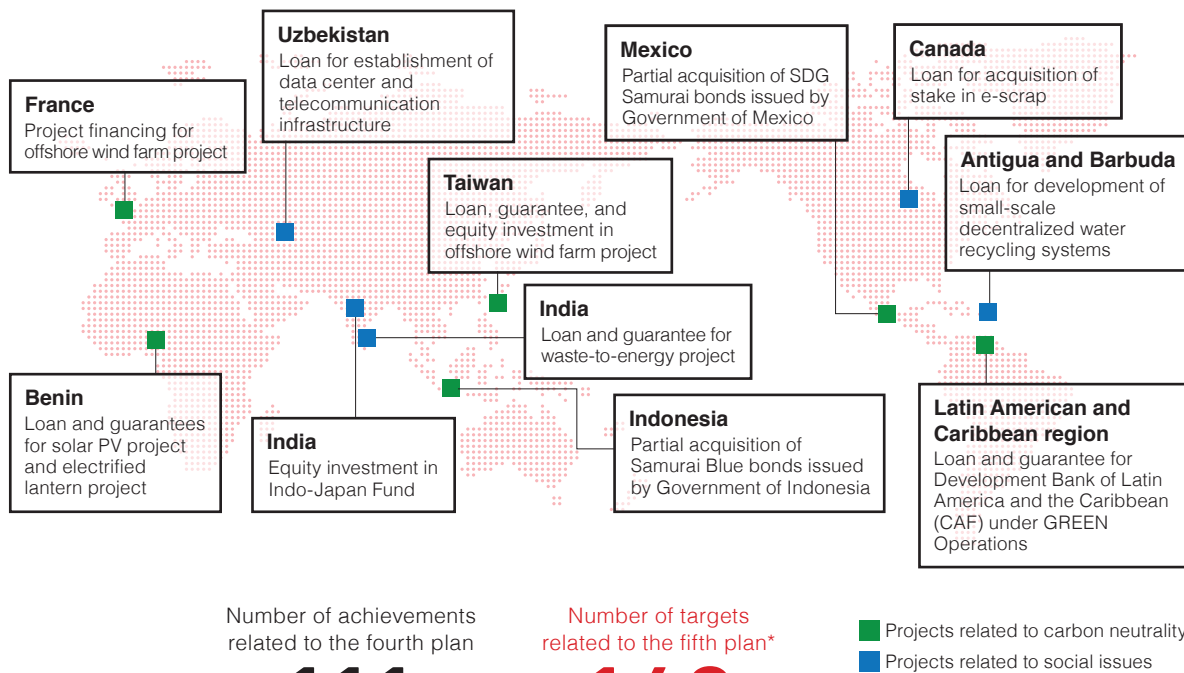 Uzbekistan
Loan for establishment of
data center and
telecommunication
infrastructure
Mexico
Partial acquisition of SDG
Samurai bonds issued by
Government of Mexico
Canada
Loan for acquisition of
stake in e-scrap
France
Project financing for
offshore wind farm project
Taiwan
Loan, guarantee, and
equity investment in
offshore wind farm project
Antigua and Barbuda
Loan for development of
small-scale
decentralized water
recycling systems
India
Loan and guarantee for
waste-to-energy project
Benin
Loan and guarantees
for solar PV project
and electrified
lantern project
India
Equity investment in
Indo-Japan Fund
Indonesia
Partial acquisition of
Samurai Blue bonds issued
by Government of Indonesia
Latin American and
Caribbean region
Loan and guarantee for
Development Bank of Latin
America and the Caribbean
(CAF) under GREEN
Operations
Number of achievements
related to the fourth plan
Number of targets
related to the fifth plan*
Projects related to carbon neutrality
Projects related to social issues